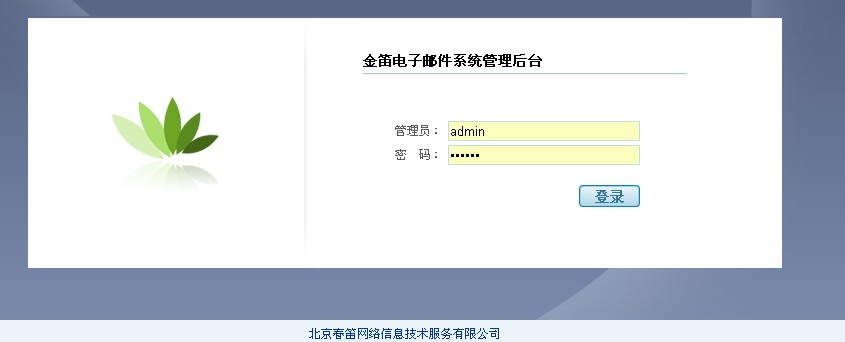 金笛电子邮件系统管理后台
管理员： admin
密 码： ••••••
登录
北京春笛网络信息技术服务有限公司